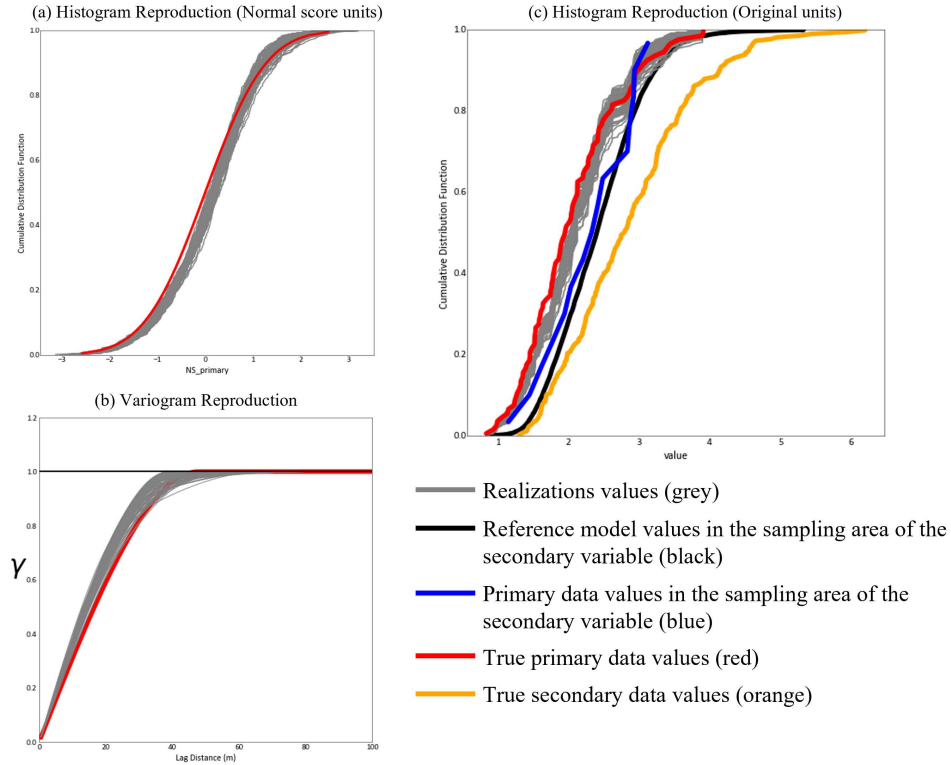 (a) Histogram Reproduction (Normal score units)
1.0
0.8
0.6
0.4
0.2
0.0
Cumulative Distribution Function
−3 −2 −1 0 1 2 3
NS_primary
(b) Variogram Reproduction
1.2
1.0
0.8
0.6
0.4
0.2
0.0
γ
0 20 40 60 80 100
Lag Distance (m)
(c) Histogram Reproduction (Original units)
1.0
0.8
0.6
0.4
0.2
0.0
Cumulative Distribution Function
1 2 3 4 5 6
value
Realizations values (grey)
Reference model values in the sampling area of the
secondary variable (black)
Primary data values in the sampling area of the
secondary variable (blue)
True primary data values (red)
True secondary data values (orange)